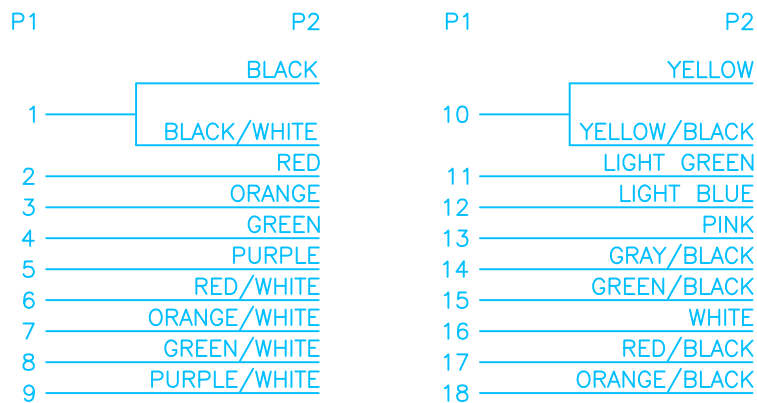 P1 P2
BLACK
1
BLACK/WHITE
RED
2
ORANGE
3
GREEN
4
PURPLE
5
RED/WHITE
6
ORANGE/WHITE
7
GREEN/WHITE
8
PURPLE/WHITE
9
P1 P2
YELLOW
10
YELLOW/BLACK
LIGHT GREEN
11
LIGHT BLUE
12
PINK
13
GRAY/BLACK
14
GREEN/BLACK
15
WHITE
16
RED/BLACK
17
ORANGE/BLACK
18